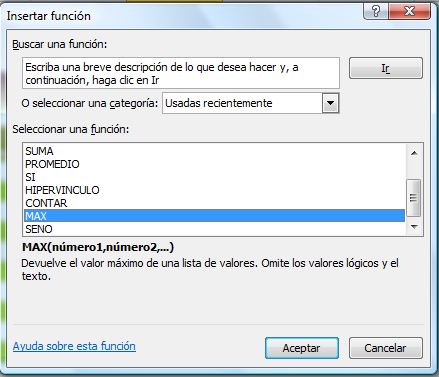 Insertar función
Buscar una función:
Escriba una breve descripción de lo que desea hacer y, a
continuación, haga clic en Ir
Ir
O seleccionar una categoría: Usadas recientemente
Seleccionar una función:
SUMA
PROMEDIO
SI
HIPERVINCULO
CONTAR
MAX
SENO
MAX(número1,número2,...)
Devuelve el valor máximo de una lista de valores. Omite los valores lógicos y el
texto.
Ayuda sobre esta función
Aceptar
Cancelar